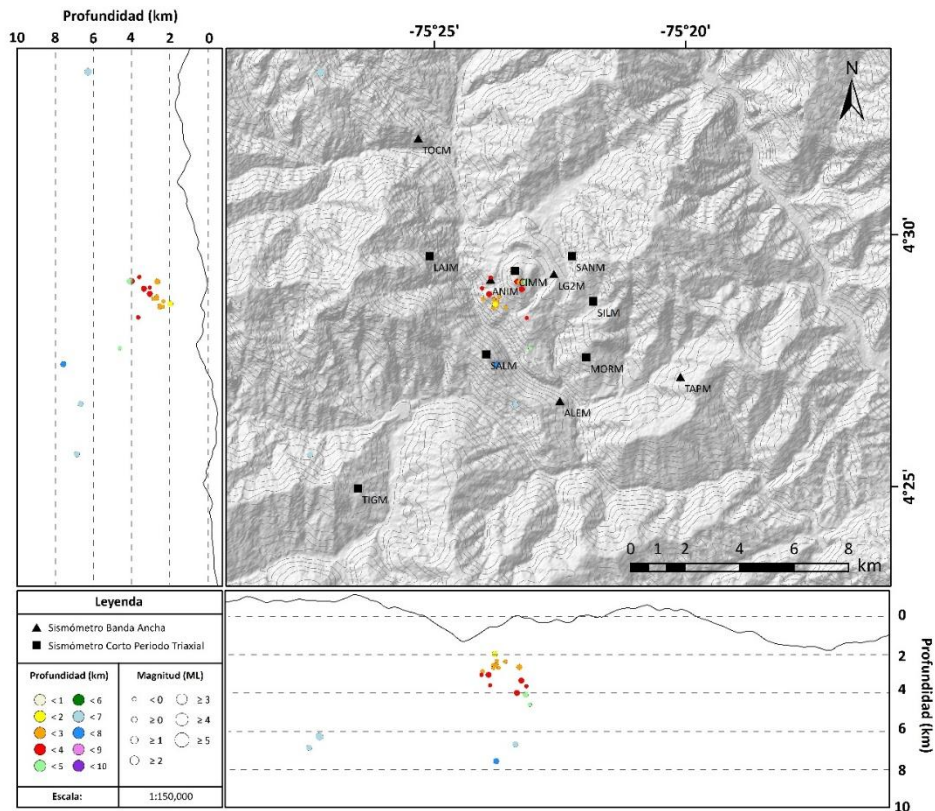 Profundidad (km)
10 8 6 4 2 0
-75°25' -75°20'
N
TOCM
4°30'
LAJM
SANM
CIMM
LG2M
ANIM
SILM
SALM
MORM
TAPM
ALEM
4°25'
TIGM
0 1 2 4 6 8
km
Leyenda
Sismómetro Banda Ancha
Sismómetro Corto Periodo Triaxial
Profundidad (km) Magnitud (ML)
< 1 < 6 < 0 ≥ 3
< 2 < 7 ≥ 0 ≥ 4
< 3 < 8 ≥ 1 ≥ 5
< 4 < 9 ≥ 2
< 5 < 10
Escala: 1:150,000
0
2
4
6
8
10
Profundidad (km)